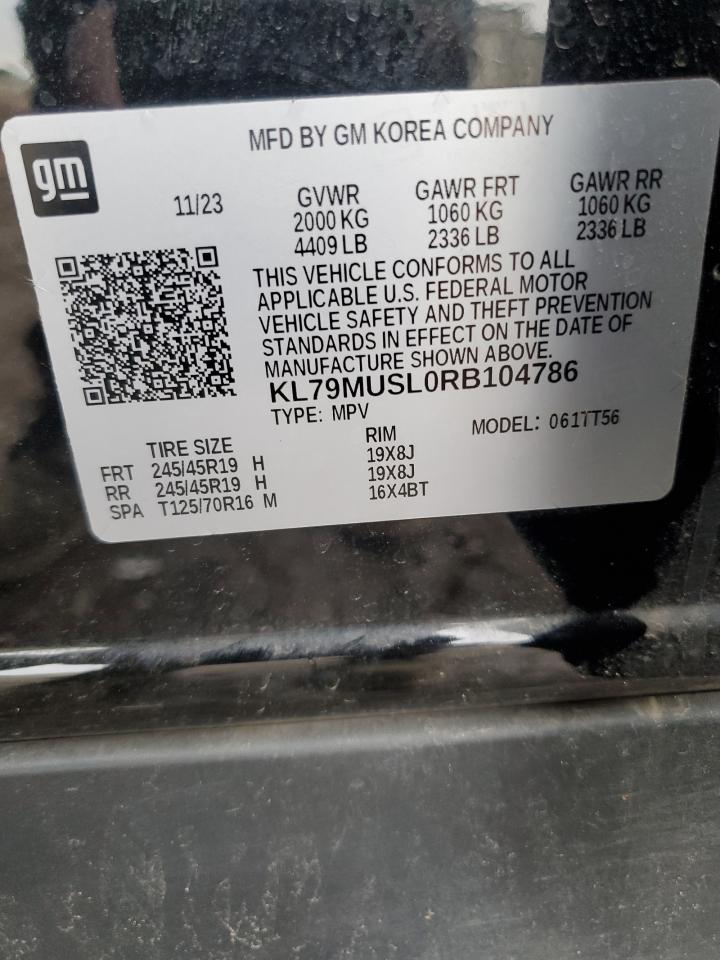 gm
MFD BY GM KOREA COMPANY
11/23
GVWR
2000 KG
4409 LB
GAWR FRT
1060 KG
2336 LB
GAWR RR
1060 KG
2336 LB
THIS VEHICLE CONFORMS TO ALL
APPLICABLE U.S. FEDERAL MOTOR
VEHICLE SAFETY AND THEFT PREVENTION
STANDARDS IN EFFECT ON THE DATE OF
MANUFACTURE SHOWN ABOVE.
KL79MUSL0RB104786
TYPE: MPV
MODEL: 061TT56
TIRE SIZE
RIM
FRT 245/45R19 H 19X8J
RR 245/45R19 H 19X8J
SPA T125/70R16 M 16X4BT